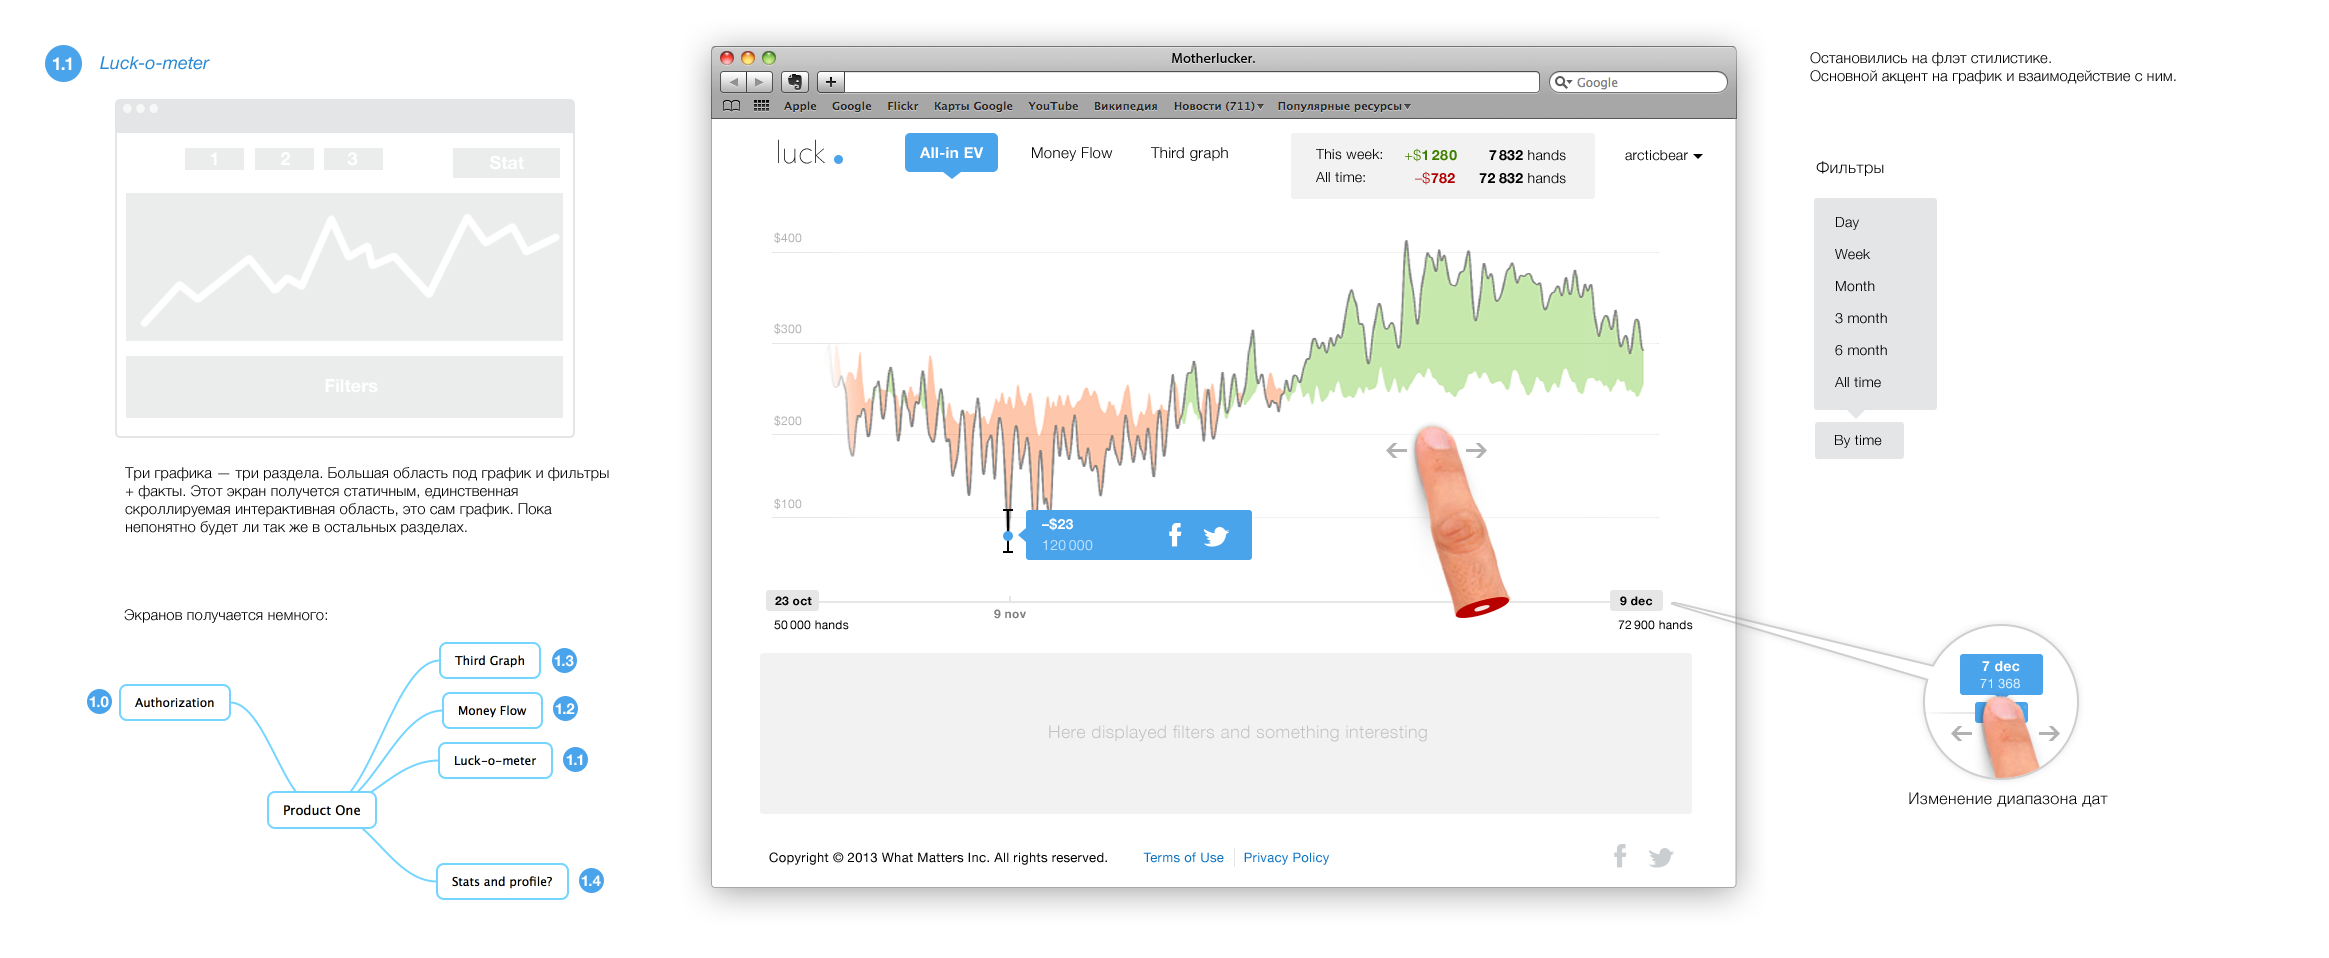 1.1 Luck-o-meter
1 2 3 Stat
Filters
Три графика — три раздела. Большая область под график и фильтры
+ факты. Этот экран получется статичным, единственная
скроллируемая интерактивная область, это сам график. Пока
непонятно будет ли так же в остальных разделах.
Экранов получается немного:
1.0 Authorization
Third Graph 1.3
Money Flow 1.2
Luck-o-meter 1.1
Product One
Stats and profile? 1.4
Motherlucker.
Google
Apple Google Flickr Карты Google YouTube Википедия Новости (711) Популярные ресурсы
luck.
All-in EV Money Flow Third graph
This week: +$1 280 7 832 hands
All time: –$782 72 832 hands
arcticbear
$400
$300
$200
$100
–$23
120 000
23 oct
50 000 hands
9 nov
9 dec
72 900 hands
Here displayed filters and something interesting
Copyright © 2013 What Matters Inc. All rights reserved. Terms of Use Privacy Policy
Остановились на флэт стилистике.
Основной акцент на график и взаимодействие с ним.
Фильтры
Day
Week
Month
3 month
6 month
All time
By time
7 dec
71 368
Изменение диапазона дат